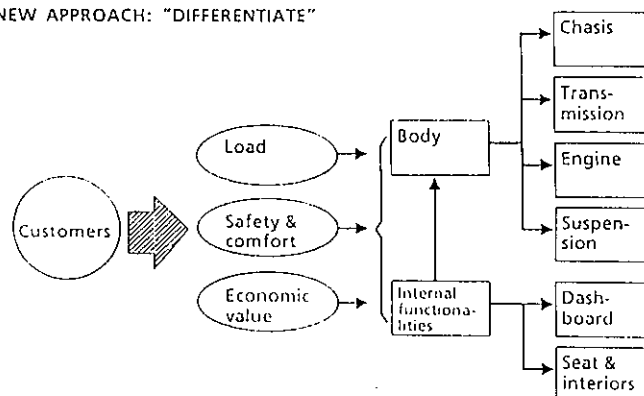 NEW APPROACH: "DIFFERENTIATE"
Customers
Load
Safety &
comfort
Economic
value
Body
Internal
functiona-
lities
Chasis
Trans-
mission
Engine
Suspen-
sion
Dash-
board
Seat &
interiors